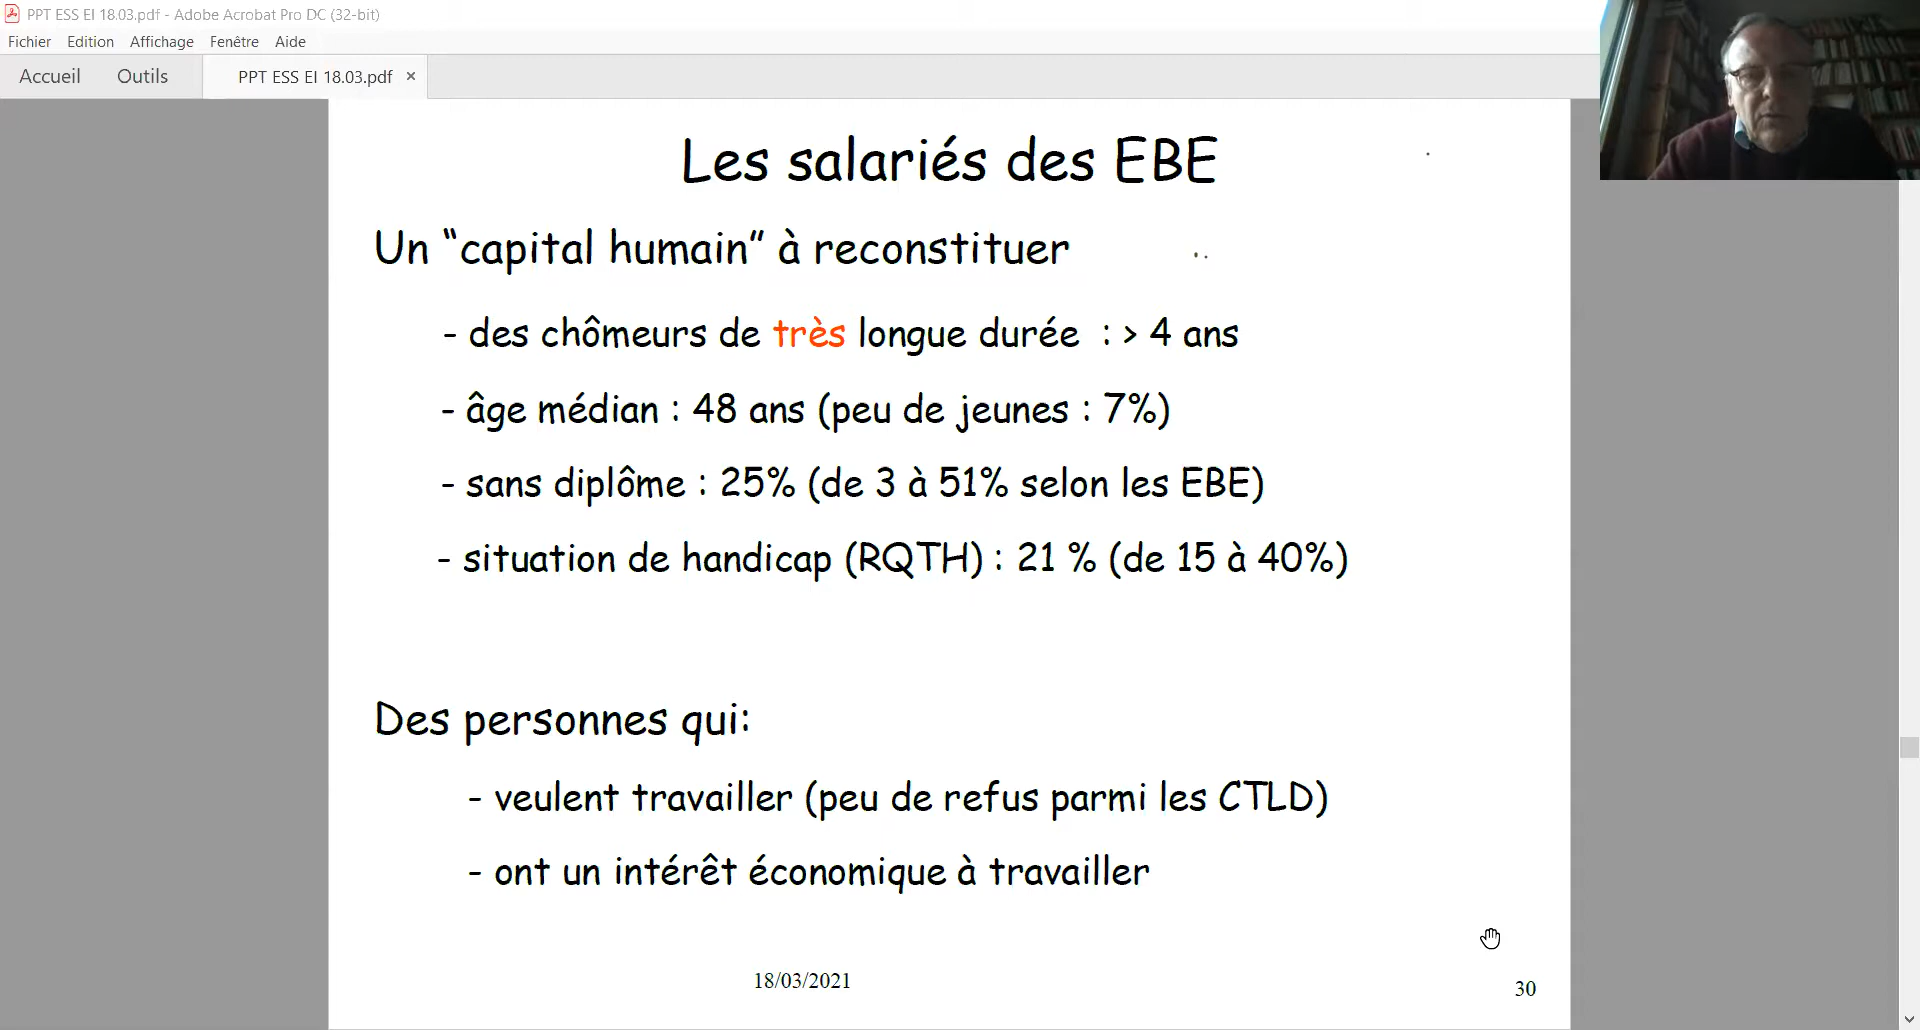 PPT ESS EI 18.03.pdf - Adobe Acrobat Pro DC (32-bit)
Fichier Edition Affichage Fenêtre Aide
Accueil Outils PPT ESS EI 18.03.pdf ×
Les salariés des EBE
Un “capital humain” à reconstituer
- des chômeurs de très longue durée : > 4 ans
- âge médian : 48 ans (peu de jeunes : 7%)
- sans diplôme : 25% (de 3 à 51% selon les EBE)
- situation de handicap (RQTH) : 21 % (de 15 à 40%)
Des personnes qui:
- veulent travailler (peu de refus parmi les CTLD)
- ont un intérêt économique à travailler
18/03/2021
30